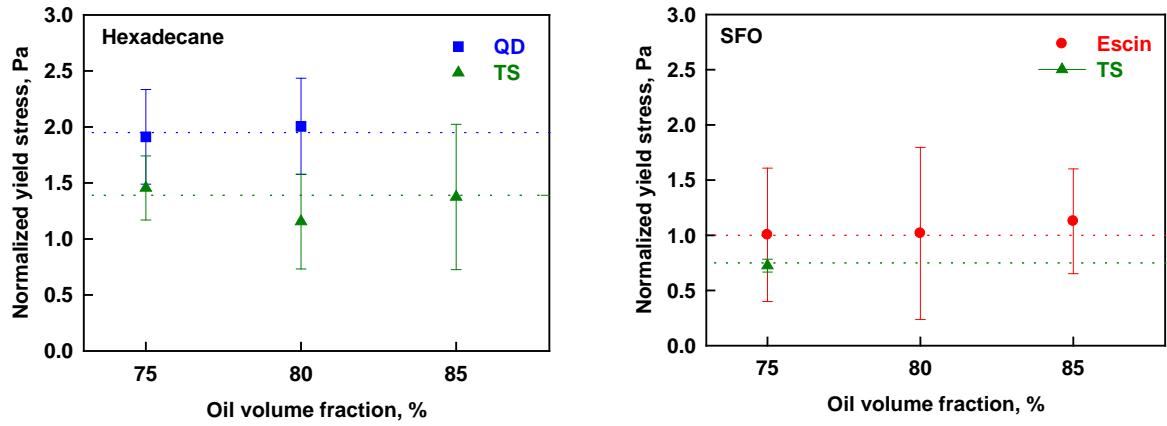 Hexadecane
QD
TS
Normalized yield stress, Pa
3.0
2.5
2.0
1.5
1.0
0.5
0.0
75 80 85
Oil volume fraction, %
SFO
Escin
TS
Normalized yield stress, Pa
3.0
2.5
2.0
1.5
1.0
0.5
0.0
75 80 85
Oil volume fraction, %